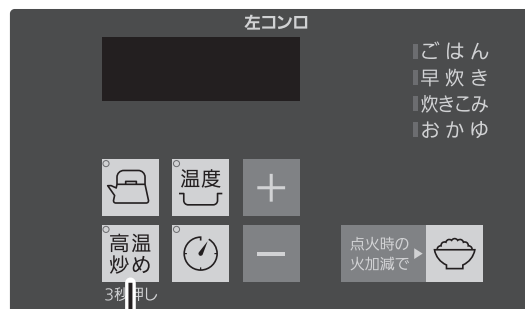 左コンロ
ごはん
早炊き
炊きこみ
おかゆ
温度
高温
炒め
3秒押し
点火時の
火加減で